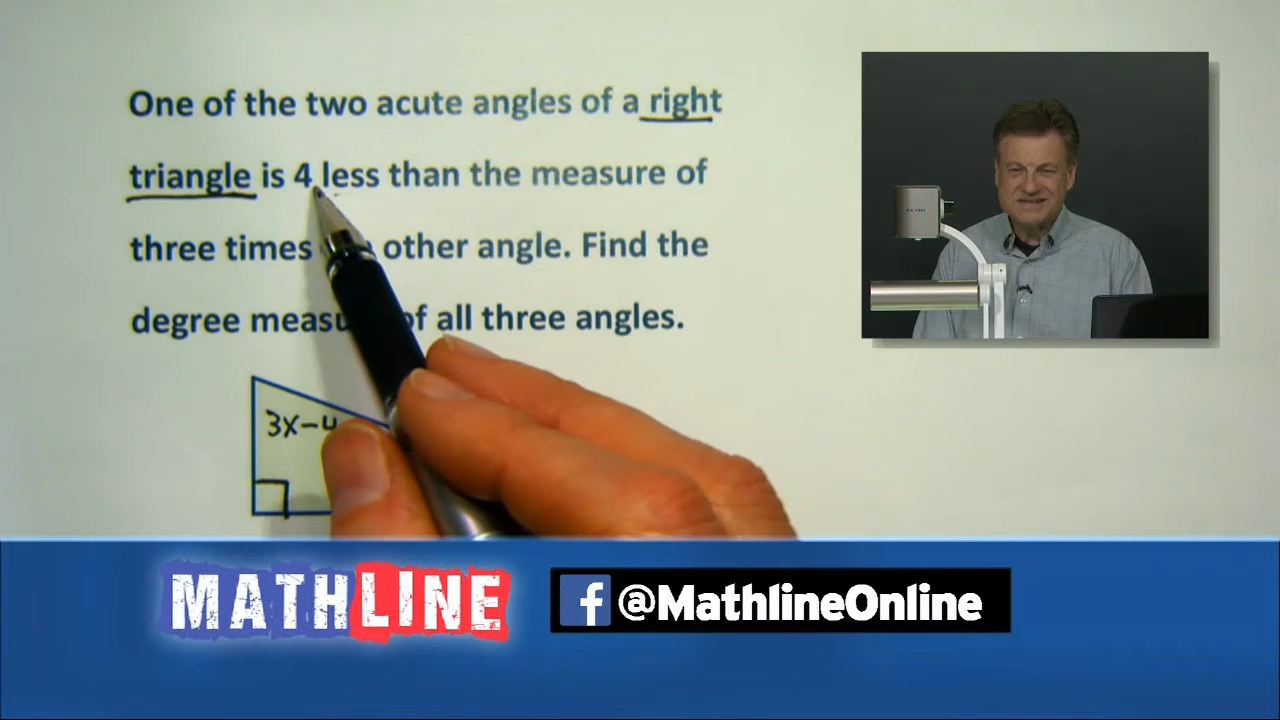 One of the two acute angles of a right
triangle is 4 less than the measure of
three times other angle. Find the
degree of all three angles.
3x-4
MATHLINE
f @MathlineOnline